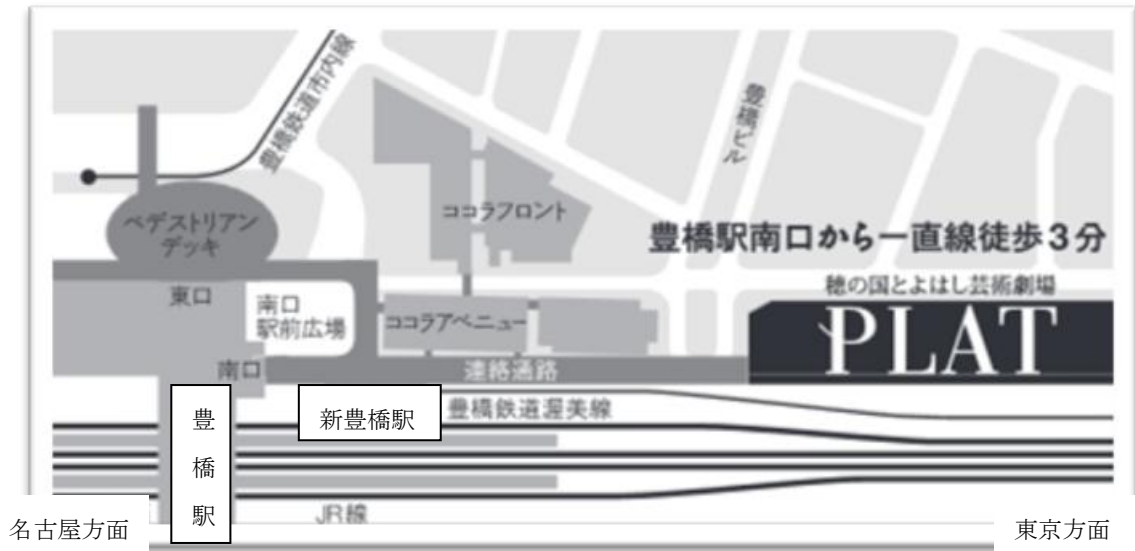 豊橋鉄道市内線
豊橋ビル
ペデストリアン
デッキ
ココラフロント
豊橋駅南口から一直線徒歩3分
穂の国とよはし芸術劇場
PLAT
東口
南口
駅前広場
ココラアベニュー
南口
連絡通路
豊橋駅
新豊橋駅
豊橋鉄道渥美線
JR線
名古屋方面
東京方面